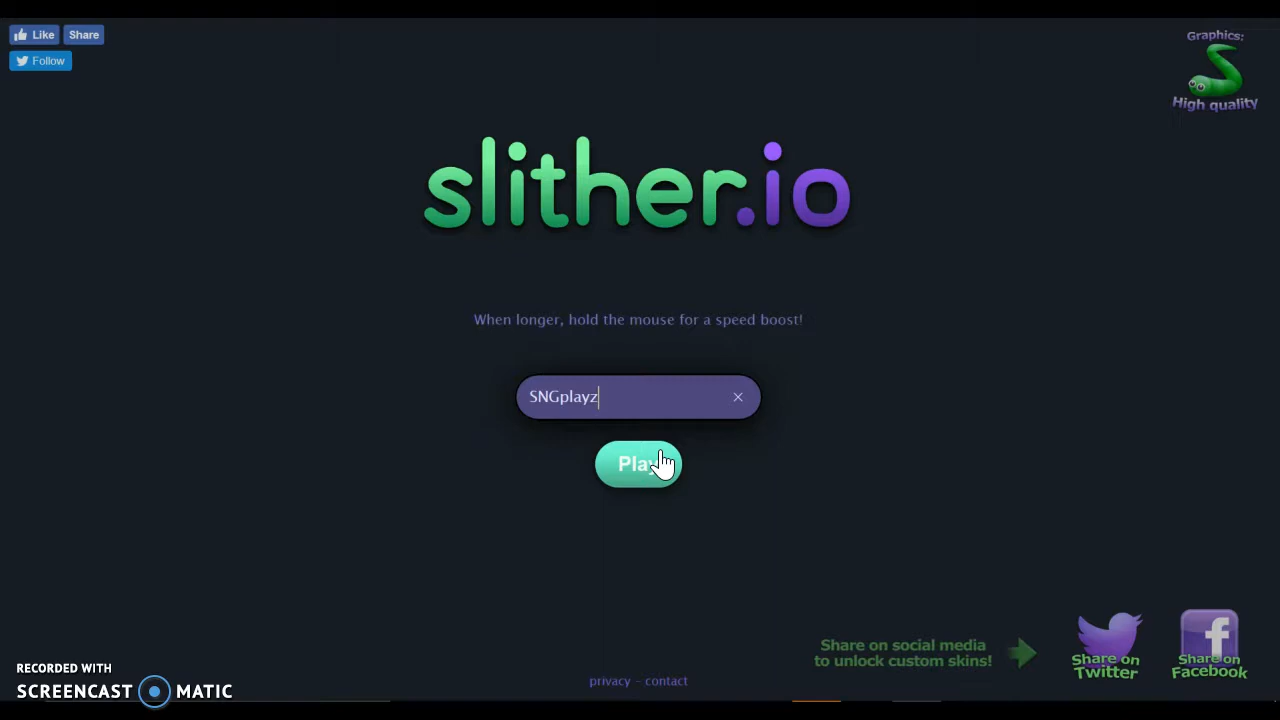 Like Share
Follow
Graphics:
High quality
slither.io
When longer, hold the mouse for a speed boost!
SNGplayz
Play
Share on social media
to unlock custom skins!
Share on
Twitter
Share on
Facebook
privacy - contact
RECORDED WITH
SCREENCAST MATIC